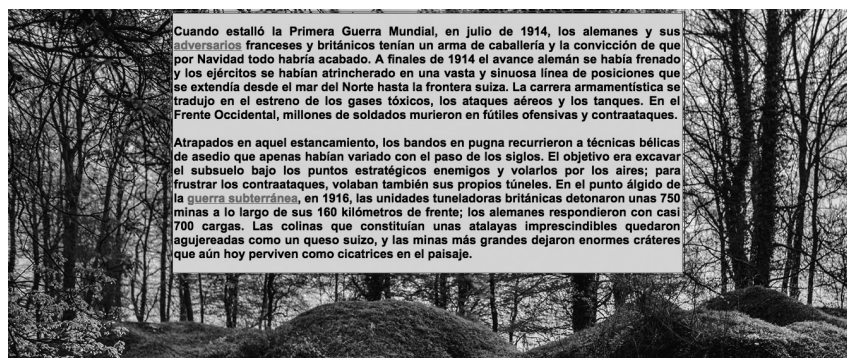 Cuando estalló la Primera Guerra Mundial, en julio de 1914, los alemanes y sus
adversarios franceses y británicos tenían un arma de caballería y la convicción de que
por Navidad todo habría acabado. A finales de 1914 el avance alemán se había frenado
y los ejércitos se habían atrincherado en una vasta y sinuosa línea de posiciones que
se extendía desde el mar del Norte hasta la frontera suiza. La carrera armamentística se
tradujo en el estreno de los gases tóxicos, los ataques aéreos y los tanques. En el
Frente Occidental, millones de soldados murieron en fútiles ofensivas y contraataques.

Atrapados en aquel estancamiento, los bandos en pugna recurrieron a técnicas bélicas
de asedio que apenas habían variado con el paso de los siglos. El objetivo era excavar
el subsuelo bajo los puntos estratégicos enemigos y volarlos por los aires; para
frustrar los contraataques, volaban también sus propios túneles. En el punto álgido de
la guerra subterránea, en 1916, las unidades tuneladoras británicas detonaron unas 750
minas a lo largo de sus 160 kilómetros de frente; los alemanes respondieron con casi
700 cargas. Las colinas que constituían unas atalayas imprescindibles quedaron
agujereadas como un queso suizo, y las minas más grandes dejaron enormes cráteres
que aún hoy perviven como cicatrices en el paisaje.